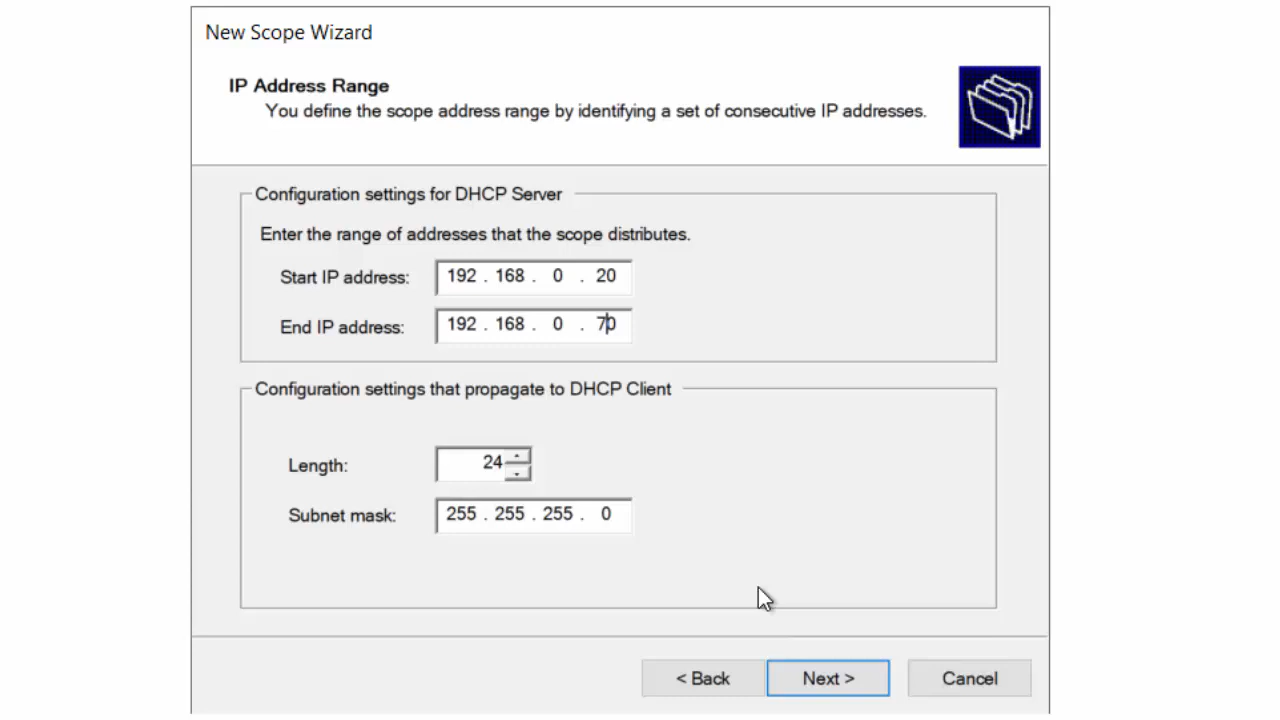 New Scope Wizard
IP Address Range
You define the scope address range by identifying a set of consecutive IP addresses.
Configuration settings for DHCP Server
Enter the range of addresses that the scope distributes.
Start IP address: 192 . 168 . 0 . 20
End IP address: 192 . 168 . 0 . 70
Configuration settings that propagate to DHCP Client
Length: 24
Subnet mask: 255 . 255 . 255 . 0
< Back Next > Cancel